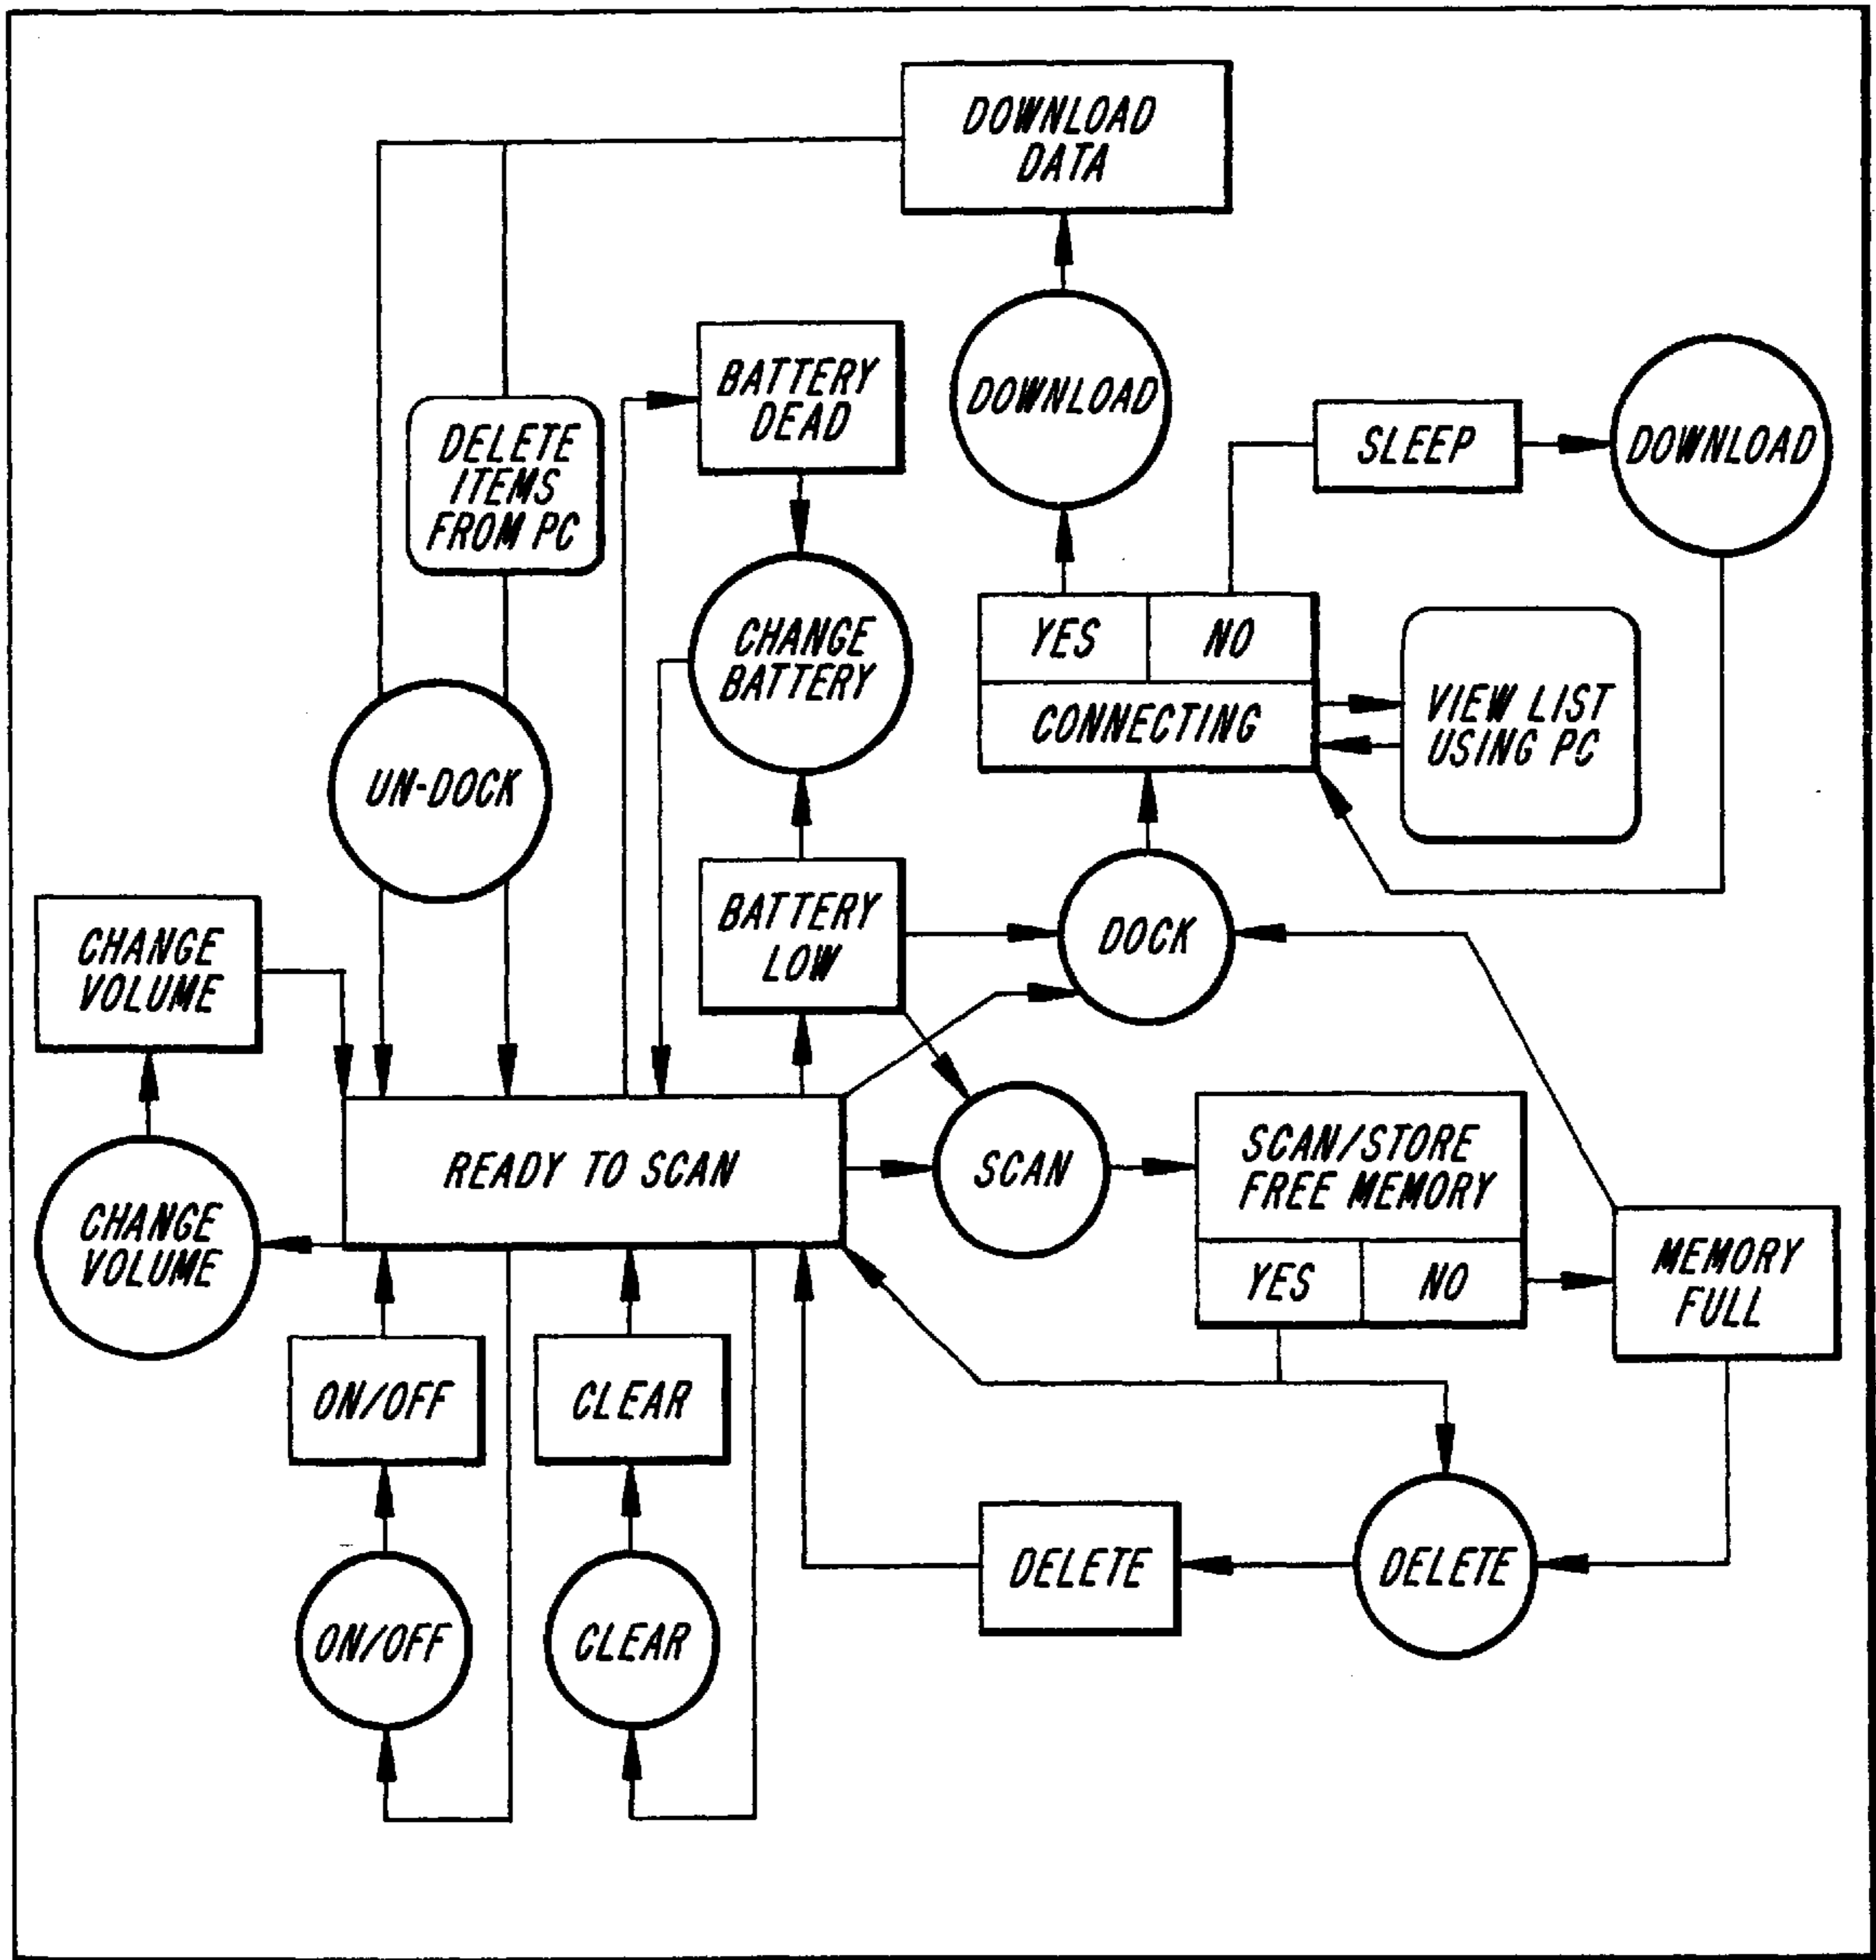 DOWNLOAD
DATA
BATTERY
DEAD
DOWNLOAD
SLEEP
DOWNLOAD
DELETE
ITEMS
FROM PC
CHANGE
BATTERY
YES
NO
CONNECTING
VIEW LIST
USING PC
UN-DOCK
BATTERY
LOW
DOCK
CHANGE
VOLUME
READY TO SCAN
SCAN
SCAN/STORE
FREE MEMORY
YES
NO
MEMORY
FULL
CHANGE
VOLUME
ON/OFF
CLEAR
DELETE
DELETE
ON/OFF
CLEAR